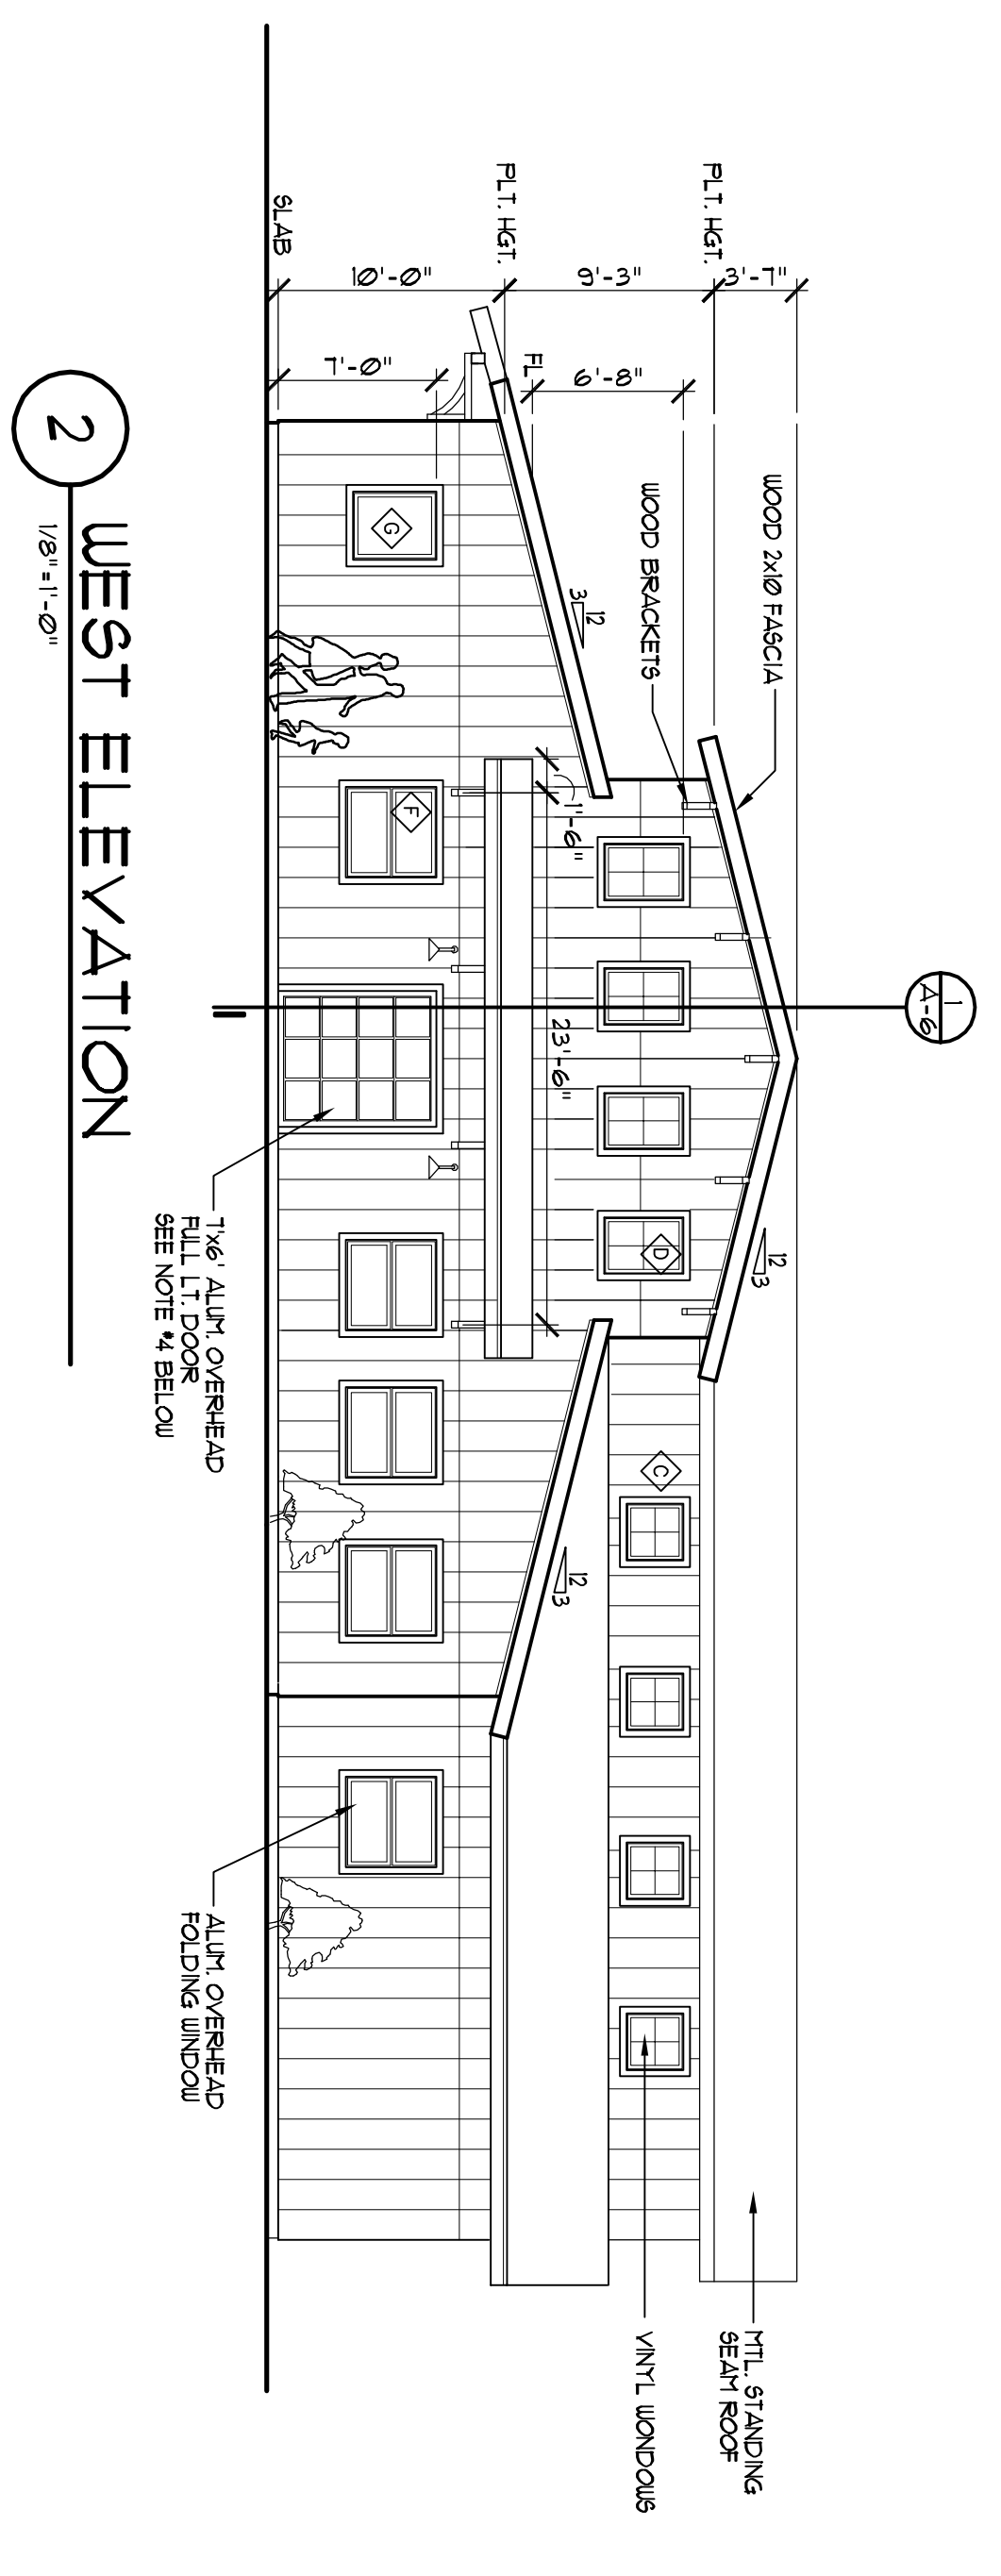 1
A-6
WOOD 2x10 FASCIA
WOOD BRACKETS
PLT. HGT.
PLT. HGT.
SLAB
3'-7"
9'-3"
10'-0"
6'-8"
FL
7'-0"
12
3
12
3
12
3
1'-6"
23'-6"
G
F
D
C
MTL. STANDING
SEAM ROOF
VINYL WONDOWS
7'x6' ALUM. OVERHEAD
FULL LT. DOOR
SEE NOTE #4 BELOW
ALUM. OVERHEAD
FOLDING WINDOW
2
WEST ELEVATION
1/8" = 1'-0"